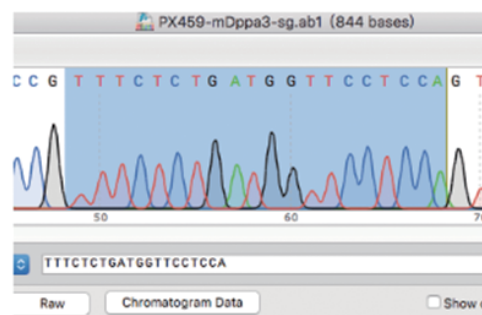 PX459-mDppa3-sg.ab1 (844 bases)
C C G T T T C T C T G A T G G T T C C T C C A G T
50 60 70
TTTCTCTGATGGTTCCTCCA
Raw Chromatogram Data Show